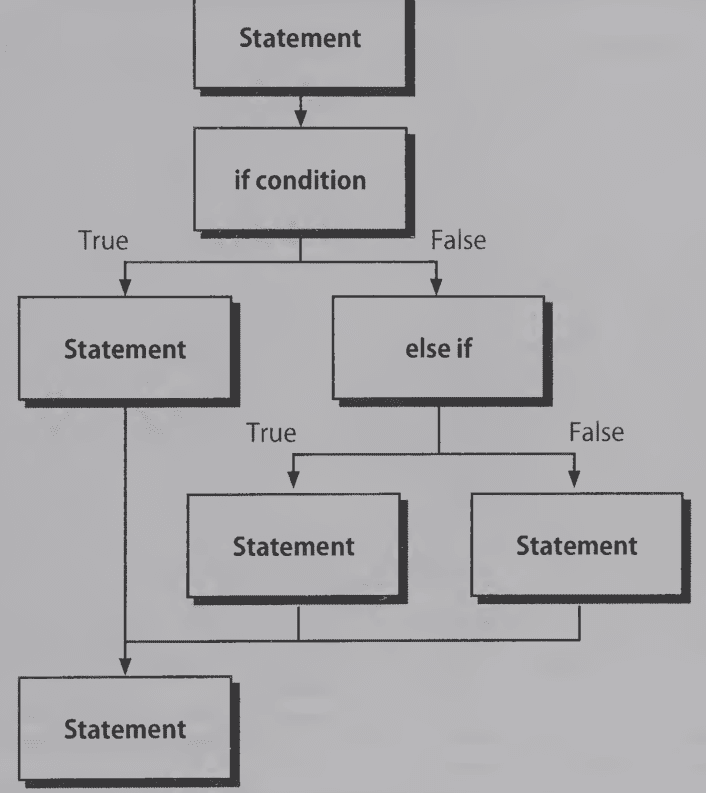 Statement
if condition
True
False
Statement
else if
True
False
Statement
Statement
Statement